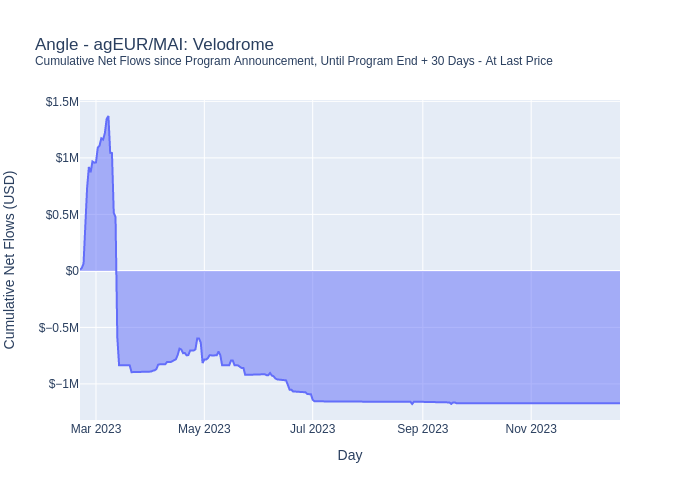 Angle - agEUR/MAI: Velodrome
Cumulative Net Flows since Program Announcement, Until Program End + 30 Days - At Last Price
$1.5M
$1M
$0.5M
$0
$−0.5M
$−1M
Cumulative Net Flows (USD)
Mar 2023 May 2023 Jul 2023 Sep 2023 Nov 2023
Day